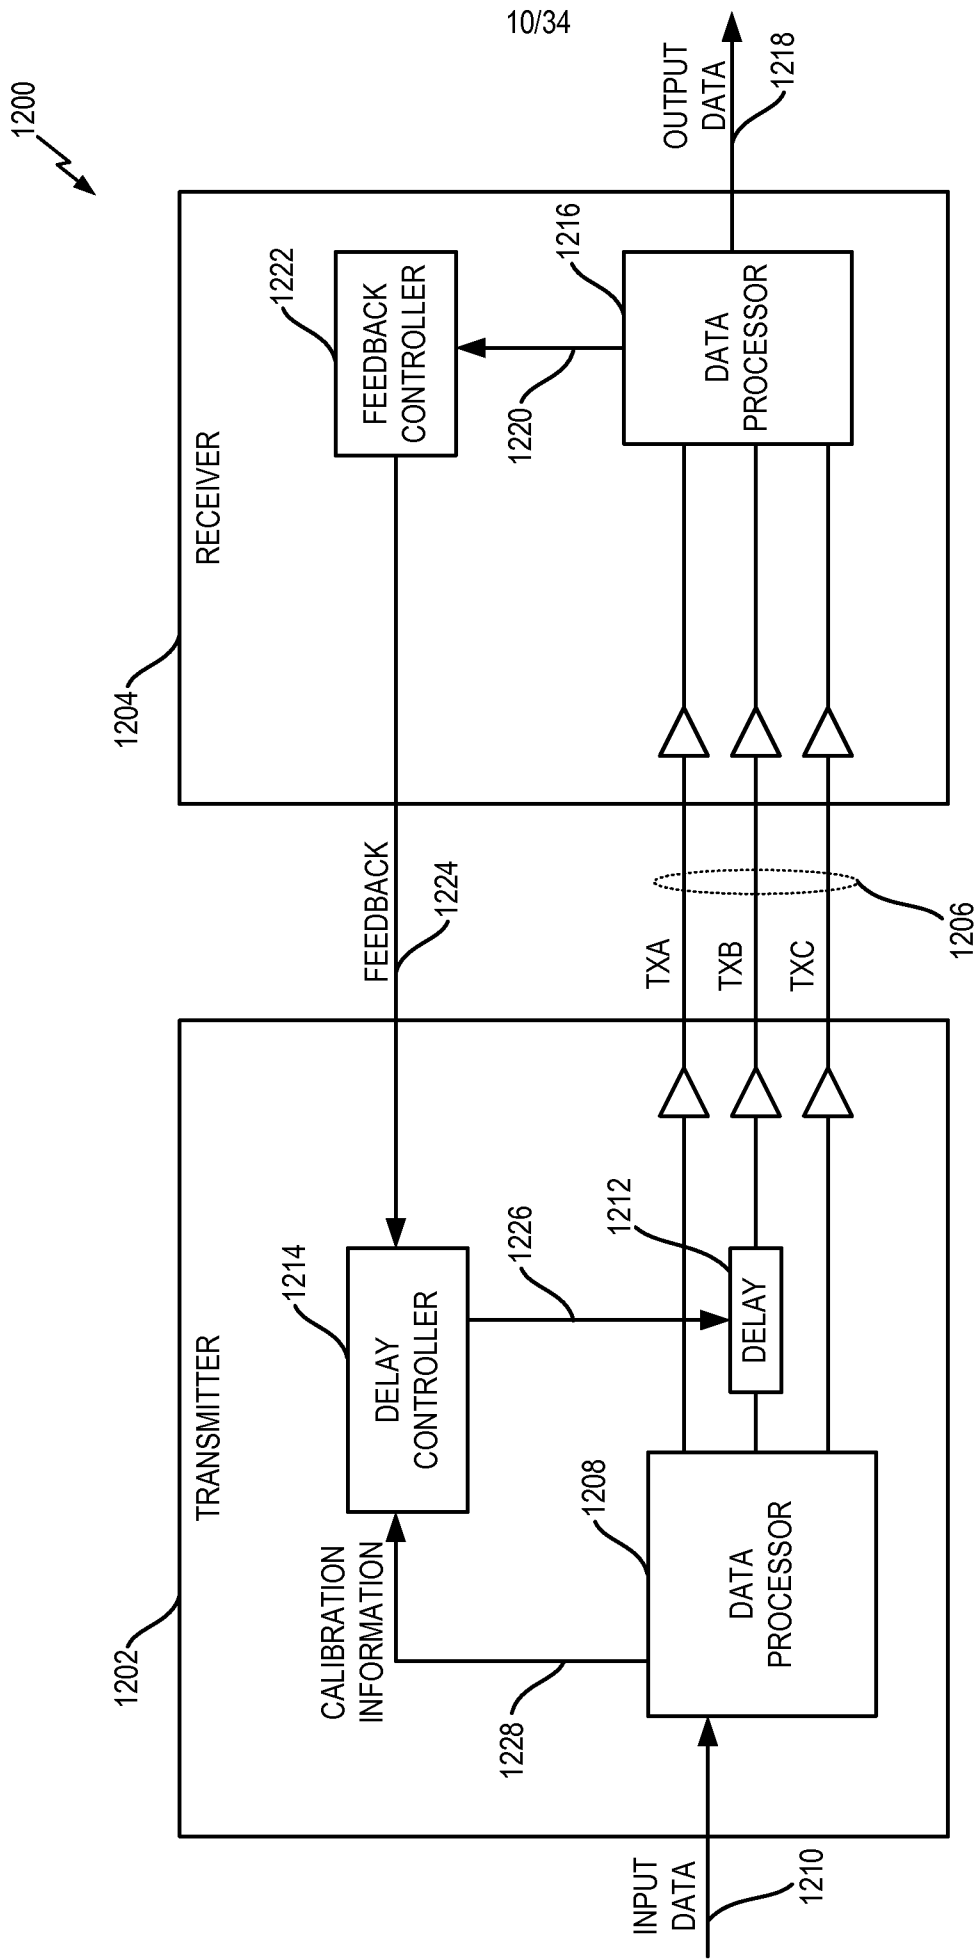 10/34
1200
1202
TRANSMITTER
1204
RECEIVER
CALIBRATION
INFORMATION
1214
DELAY
CONTROLLER
FEEDBACK
1224
1222
FEEDBACK
CONTROLLER
1228
1226
1220
1208
1212
1216
INPUT
DATA
1210
DATA
PROCESSOR
DELAY
TXA
TXB
TXC
1206
DATA
PROCESSOR
OUTPUT
DATA
1218